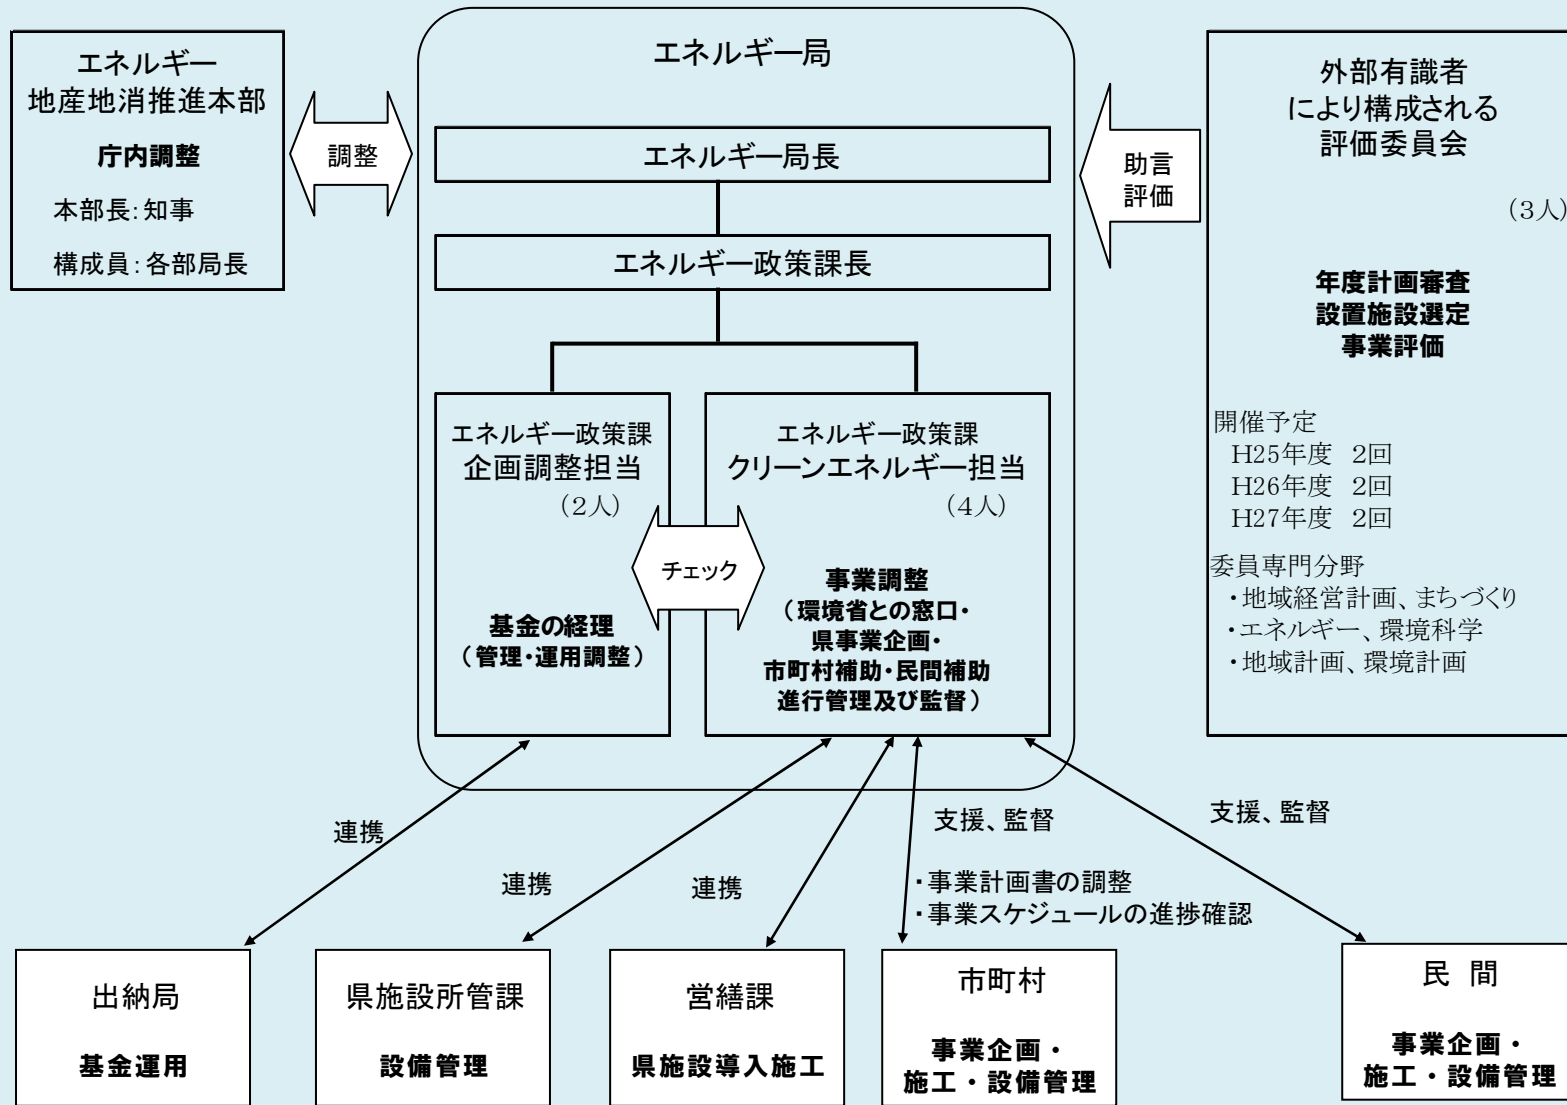 エネルギー
地産地消推進本部
庁内調整
本部長：知事
構成員：各部局長
調整
エネルギー局
エネルギー局長
エネルギー政策課長
エネルギー政策課
企画調整担当
（2人）
基金の経理
（管理・運用調整）
チェック
エネルギー政策課
クリーンエネルギー担当
（4人）
事業調整
（環境省との窓口・
県事業企画・
市町村補助・民間補助
進行管理及び監督）
助言
評価
外部有識者
により構成される
評価委員会
（3人）
年度計画審査
設置施設選定
事業評価
開催予定
H25年度　2回
H26年度　2回
H27年度　2回
委員専門分野
・地域経営計画、まちづくり
・エネルギー、環境科学
・地域計画、環境計画
連携
連携
連携
支援、監督
・事業計画書の調整
・事業スケジュールの進捗確認
支援、監督
出納局
基金運用
県施設所管課
設備管理
営繕課
県施設導入施工
市町村
事業企画・
施工・設備管理
民　間
事業企画・
施工・設備管理